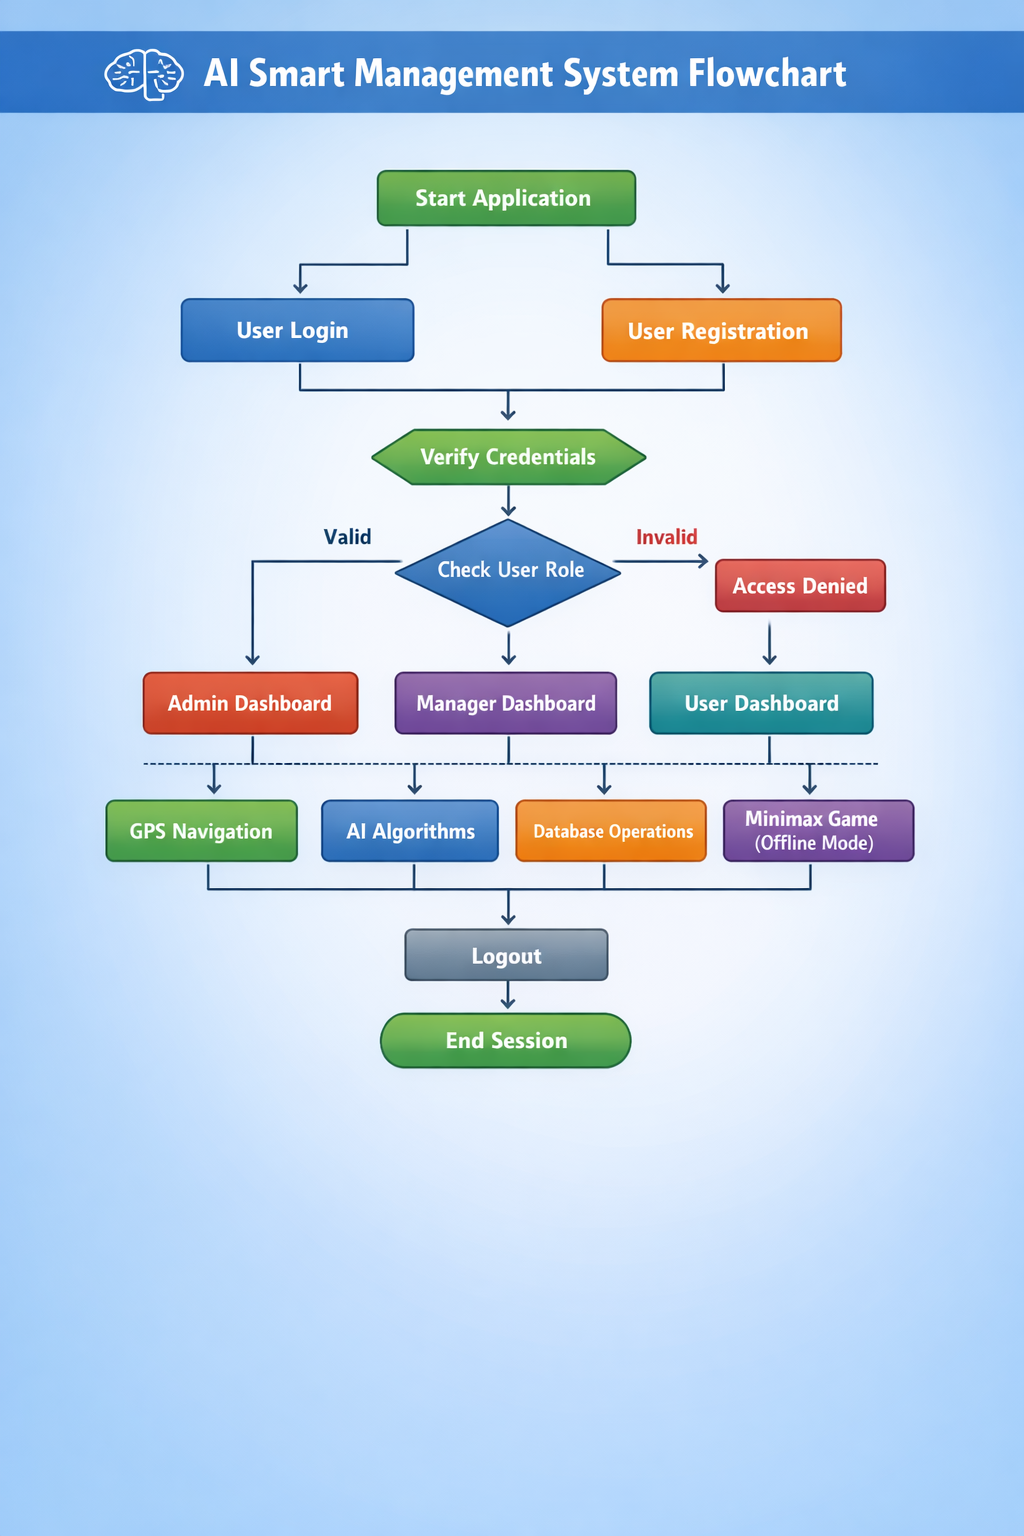 AI Smart Management System Flowchart
Start Application
User Login
User Registration
Verify Credentials
Valid
Invalid
Check User Role
Access Denied
Admin Dashboard
Manager Dashboard
User Dashboard
GPS Navigation
AI Algorithms
Database Operations
Minimax Game
(Offline Mode)
Logout
End Session